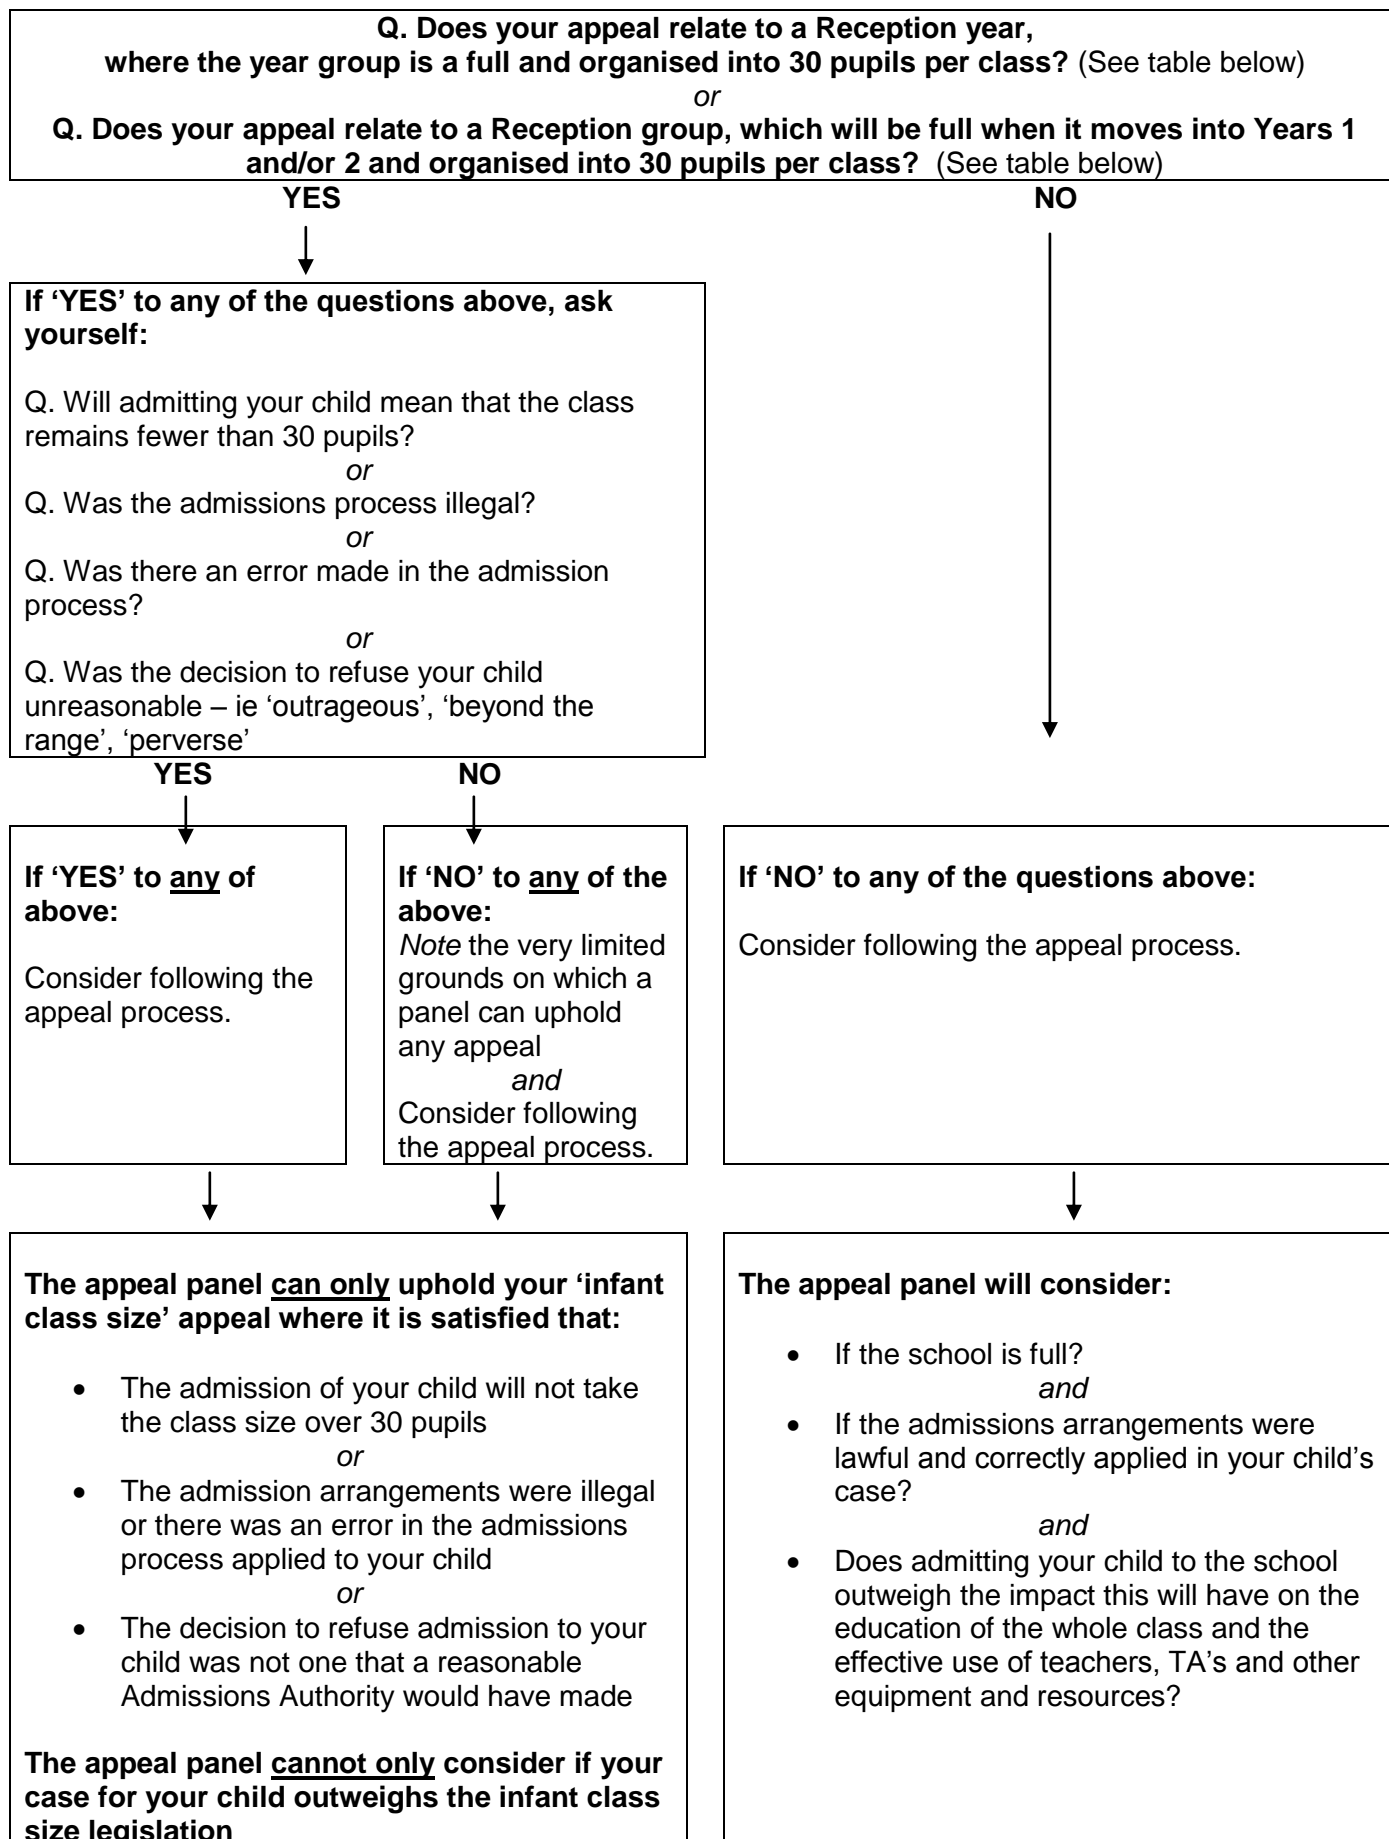 Q. Does your appeal relate to a Reception year,
where the year group is a full and organised into 30 pupils per class? (See table below)
or
Q. Does your appeal relate to a Reception group, which will be full when it moves into Years 1
and/or 2 and organised into 30 pupils per class?  (See table below)
YES
NO
If ‘YES’ to any of the questions above, ask
yourself:
Q. Will admitting your child mean that the class
remains fewer than 30 pupils?
or
Q. Was the admissions process illegal?
or
Q. Was there an error made in the admission
process?
or
Q. Was the decision to refuse your child
unreasonable – ie ‘outrageous’, ‘beyond the
range’, ‘perverse’
YES
NO
If ‘YES’ to any of
above:
Consider following the
appeal process.
If ‘NO’ to any of the
above:
Note the very limited
grounds on which a
panel can uphold
any appeal
and
Consider following
the appeal process.
If ‘NO’ to any of the questions above:
Consider following the appeal process.
The appeal panel can only uphold your ‘infant
class size’ appeal where it is satisfied that:
• The admission of your child will not take
the class size over 30 pupils
or
• The admission arrangements were illegal
or there was an error in the admissions
process applied to your child
or
• The decision to refuse admission to your
child was not one that a reasonable
Admissions Authority would have made
The appeal panel cannot only consider if your
case for your child outweighs the infant class
size legislation
The appeal panel will consider:
• If the school is full?
and
• If the admissions arrangements were
lawful and correctly applied in your child’s
case?
and
• Does admitting your child to the school
outweigh the impact this will have on the
education of the whole class and the
effective use of teachers, TA’s and other
equipment and resources?